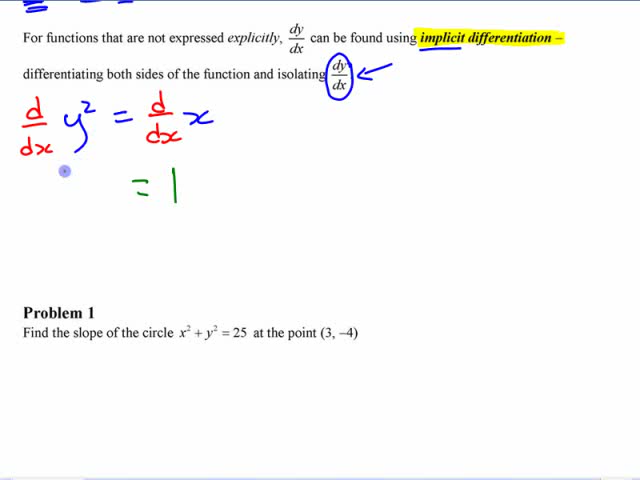 For functions that are not expressed explicitly, dy/dx can be found using implicit differentiation –
differentiating both sides of the function and isolating dy/dx
d/dx y² = d/dx x
= 1
Problem 1
Find the slope of the circle x² + y² = 25 at the point (3, –4)